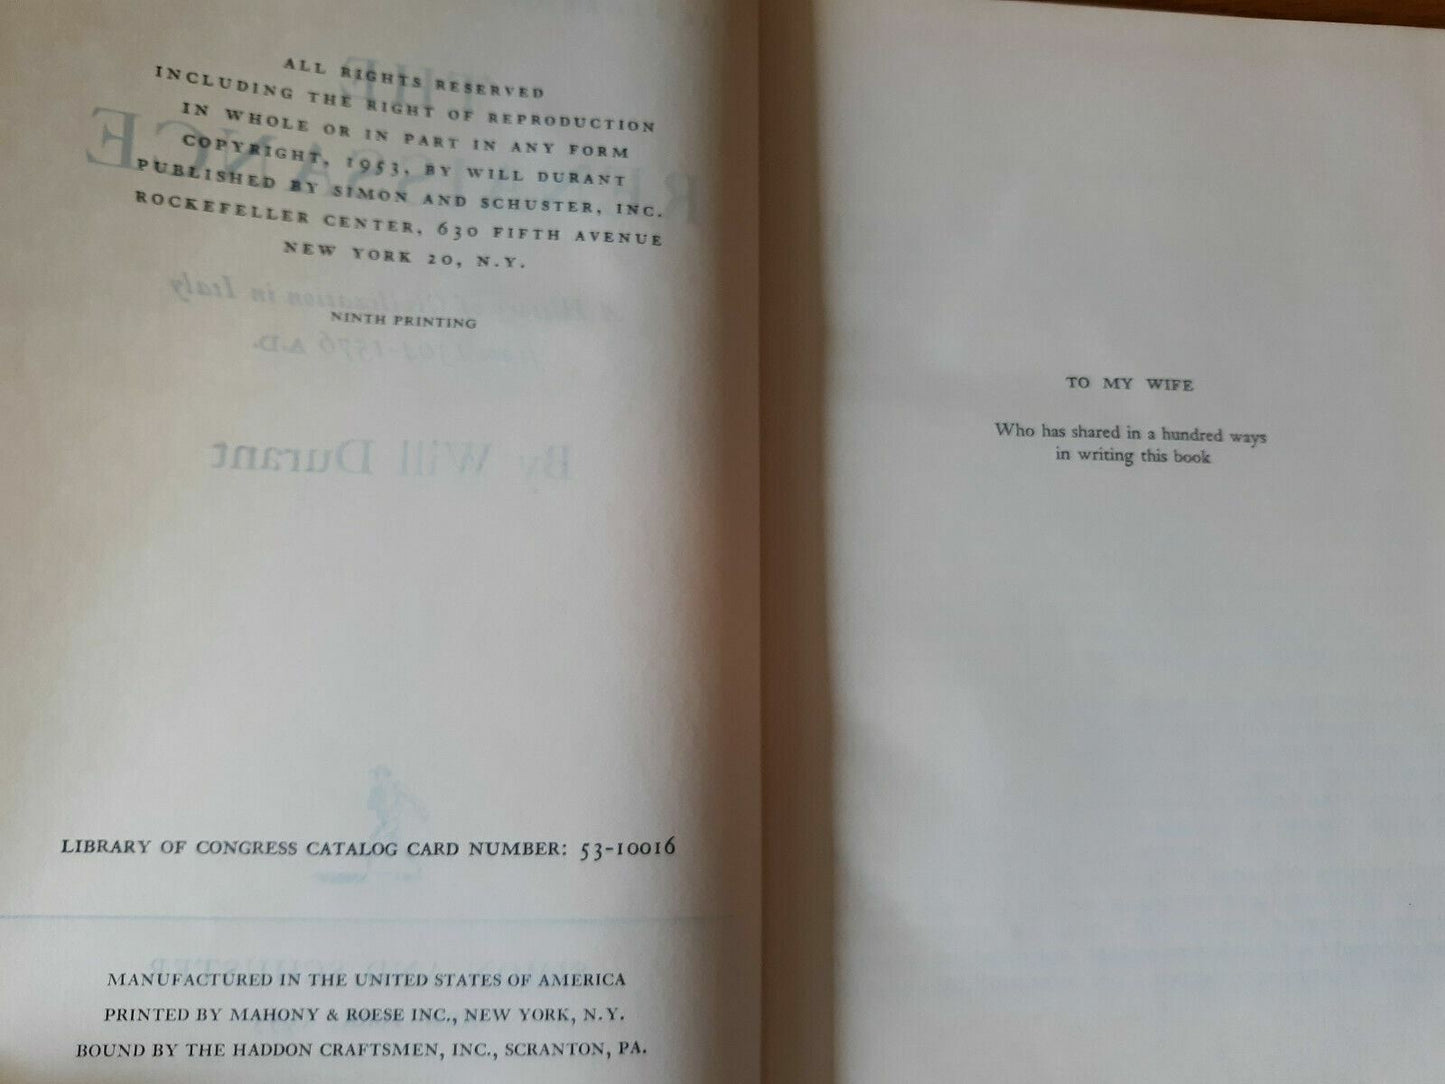 ALL RIGHTS RESERVED
INCLUDING THE RIGHT OF REPRODUCTION
IN WHOLE OR IN PART IN ANY FORM
COPYRIGHT, 1953, BY WILL DURANT
PUBLISHED BY SIMON AND SCHUSTER, INC.
ROCKEFELLER CENTER, 630 FIFTH AVENUE
NEW YORK 20, N.Y.
NINTH PRINTING
LIBRARY OF CONGRESS CATALOG CARD NUMBER: 53-10016
MANUFACTURED IN THE UNITED STATES OF AMERICA
PRINTED BY MAHONY & ROESE INC., NEW YORK, N.Y.
BOUND BY THE HADDON CRAFTSMEN, INC., SCRANTON, PA.
TO MY WIFE
Who has shared in a hundred ways
in writing this book